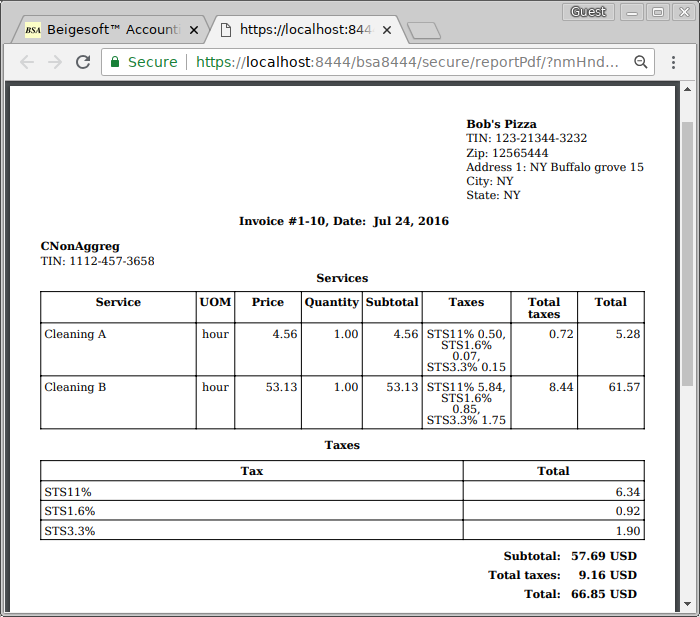 Guest
BSA Beigesoft™ Account
https://localhost:844
Secure https://localhost:8444/bsa8444/secure/reportPdf/?nmHnd...
Bob's Pizza
TIN: 123-21344-3232
Zip: 12565444
Address 1: NY Buffalo grove 15
City: NY
State: NY
Invoice #1-10, Date: Jul 24, 2016
CNonAggreg
TIN: 1112-457-3658
Services
Service UOM Price Quantity Subtotal Taxes Total taxes Total
Cleaning A hour 4.56 1.00 4.56 STS11% 0.50, 0.72 5.28
STS1.6%
0.07,
STS3.3% 0.15
Cleaning B hour 53.13 1.00 53.13 STS11% 5.84, 8.44 61.57
STS1.6%
0.85,
STS3.3% 1.75
Taxes
Tax Total
STS11% 6.34
STS1.6% 0.92
STS3.3% 1.90
Subtotal: 57.69 USD
Total taxes: 9.16 USD
Total: 66.85 USD